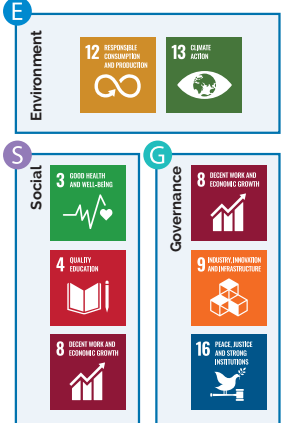 E
Environment
12 RESPONSIBLE
CONSUMPTION
AND PRODUCTION
13 CLIMATE
ACTION
S
Social
3 GOOD HEALTH
AND WELL-BEING
4 QUALITY
EDUCATION
8 DECENT WORK AND
ECONOMIC GROWTH
G
Governance
8 DECENT WORK AND
ECONOMIC GROWTH
9 INDUSTRY, INNOVATION
AND INFRASTRUCTURE
16 PEACE, JUSTICE
AND STRONG
INSTITUTIONS